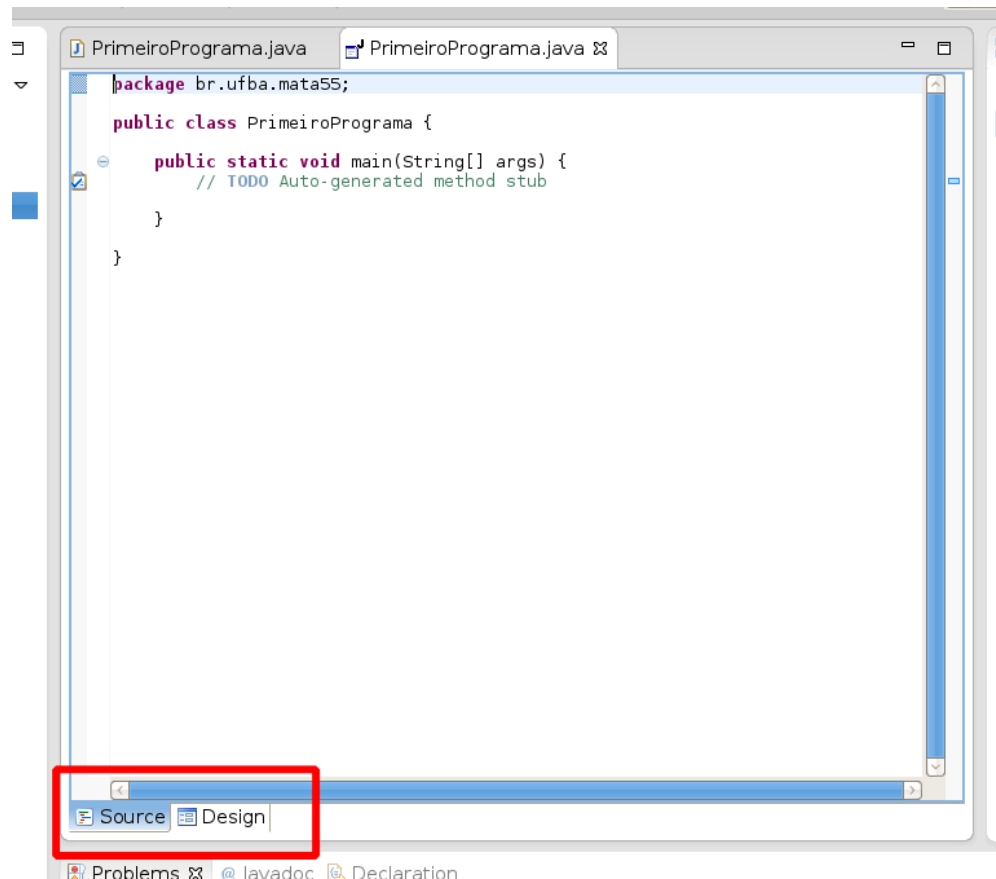 PrimeiroPrograma.java PrimeiroPrograma.java
package br.ufba.mata55;
public class PrimeiroPrograma {
public static void main(String[] args) {
// TODO Auto-generated method stub
}
}
Source Design
Problems @ Javadoc Declaration